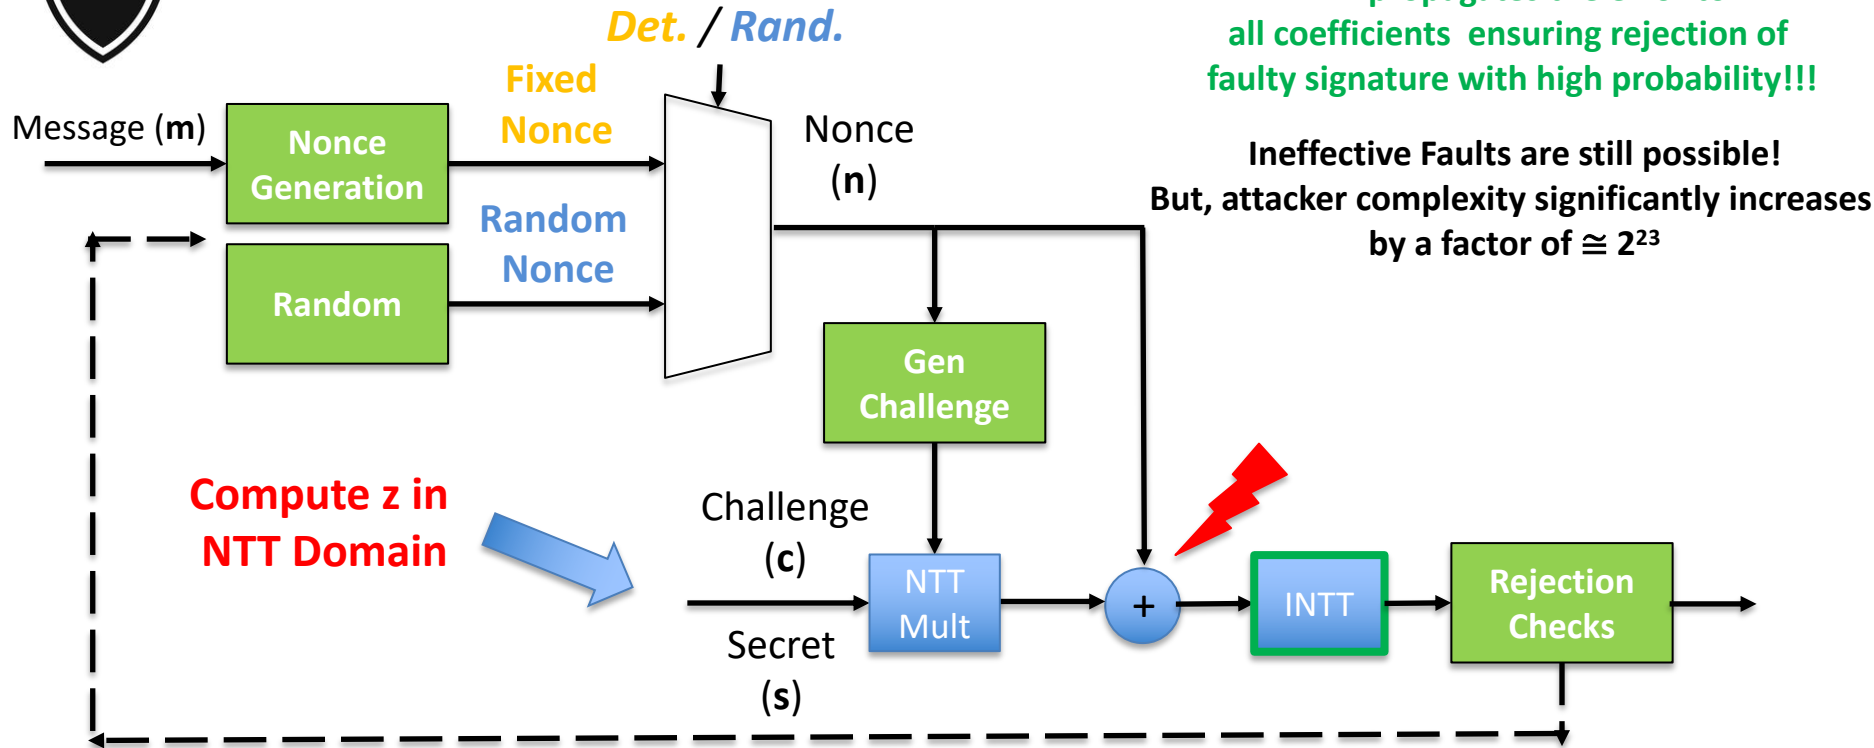 Det. / Rand.
all coefficients ensuring rejection of
faulty signature with high probability!!!
Fixed
Nonce
Message (m)
Nonce
Generation
Nonce
(n)
Ineffective Faults are still possible!
But, attacker complexity significantly increases
by a factor of ≅ 2²³
Random
Nonce
Random
Gen
Challenge
Compute z in
NTT Domain
Challenge
(c)
NTT
Mult
+
INTT
Rejection
Checks
Secret
(s)